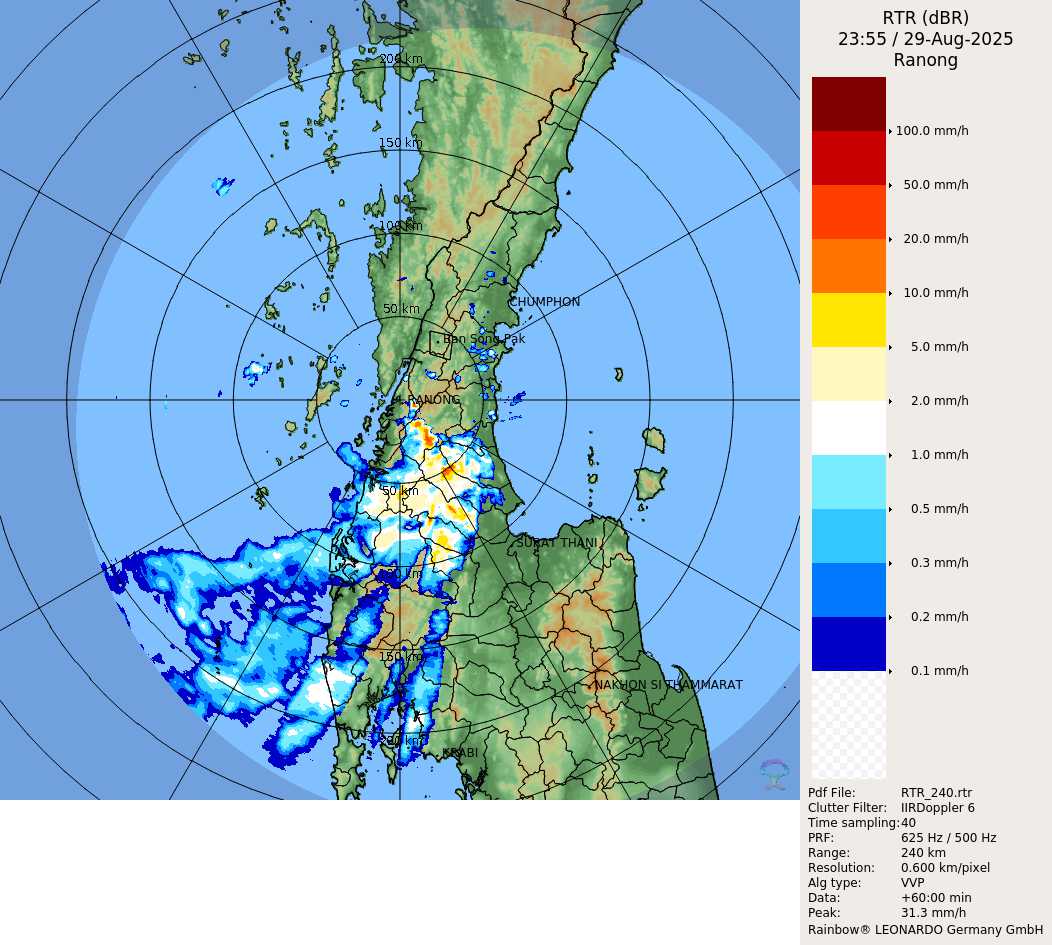 RTR (dBR)
23:55 / 29-Aug-2025
Ranong
100.0 mm/h
50.0 mm/h
20.0 mm/h
10.0 mm/h
5.0 mm/h
2.0 mm/h
1.0 mm/h
0.5 mm/h
0.3 mm/h
0.2 mm/h
0.1 mm/h
200 km
150 km
100 km
50 km
CHUMPHON
Ban Song Pak
RANONG
50 km
SURAT THANI
km
150 km
NAKHON SI THAMMARAT
km
KRABI
Pdf File: RTR_240.rtr
Clutter Filter: IIRDoppler 6
Time sampling:40
PRF: 625 Hz / 500 Hz
Range: 240 km
Resolution: 0.600 km/pixel
Alg type: VVP
Data: +60:00 min
Peak: 31.3 mm/h
Rainbow® LEONARDO Germany GmbH